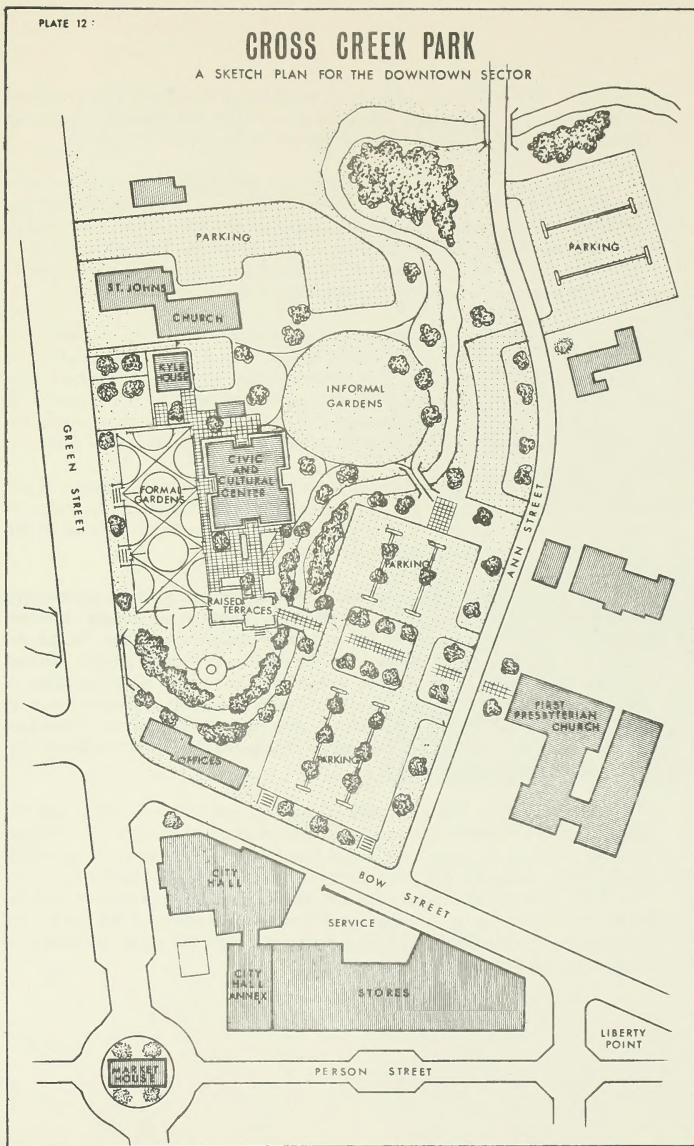 PLATE 12 :
CROSS CREEK PARK
A SKETCH PLAN FOR THE DOWNTOWN SECTOR
PARKING
PARKING
ST. JOHNS
CHURCH
KYLE
HOUSE
INFORMAL
GARDENS
GREEN STREET
CIVIC
AND
CULTURAL
CENTER
FORMAL
GARDENS
ANN STREET
PARKING
RAISED
TERRACES
FIRST
PRESBYTERIAN
CHURCH
OFFICES
PARKING
CITY
HALL
BOW STREET
SERVICE
CITY
HALL
ANNEX
STORES
LIBERTY
POINT
MARKET
HOUSE
PERSON STREET